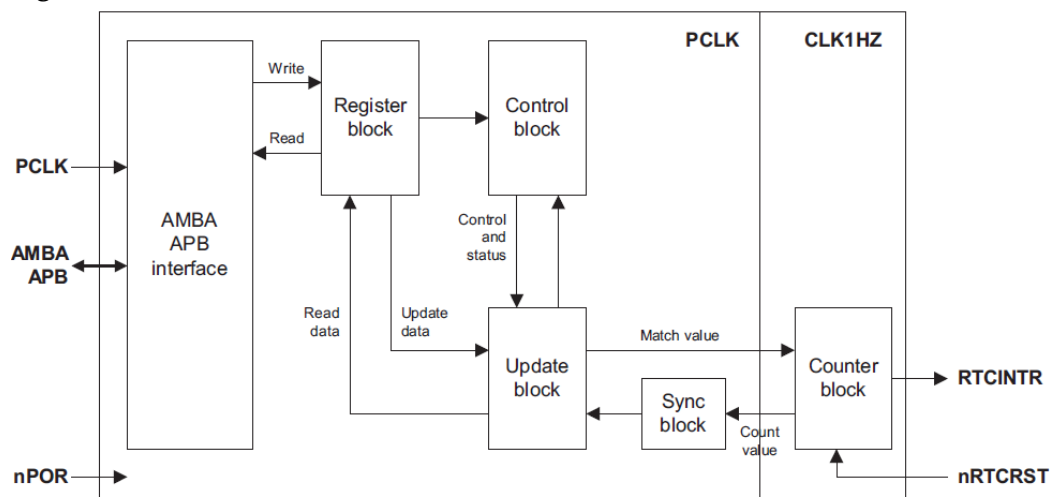 PCLK
CLK1HZ
Write
Register
block
Control
block
Read
PCLK
AMBA
APB
interface
AMBA
APB
Control
and
status
Read
data
Update
data
Match value
Update
block
Counter
block
RTCINTR
Sync
block
Count
value
nPOR
nRTCRST